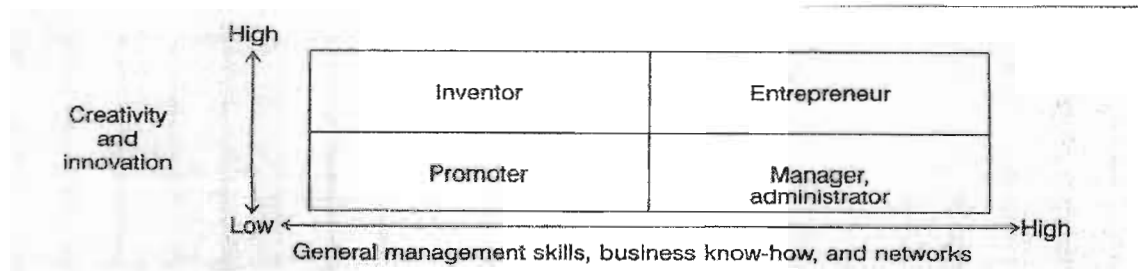 High
Inventor
Entrepreneur
Creativity
and
innovation
Promoter
Manager,
administrator
Low
High
General management skills, business know-how, and networks